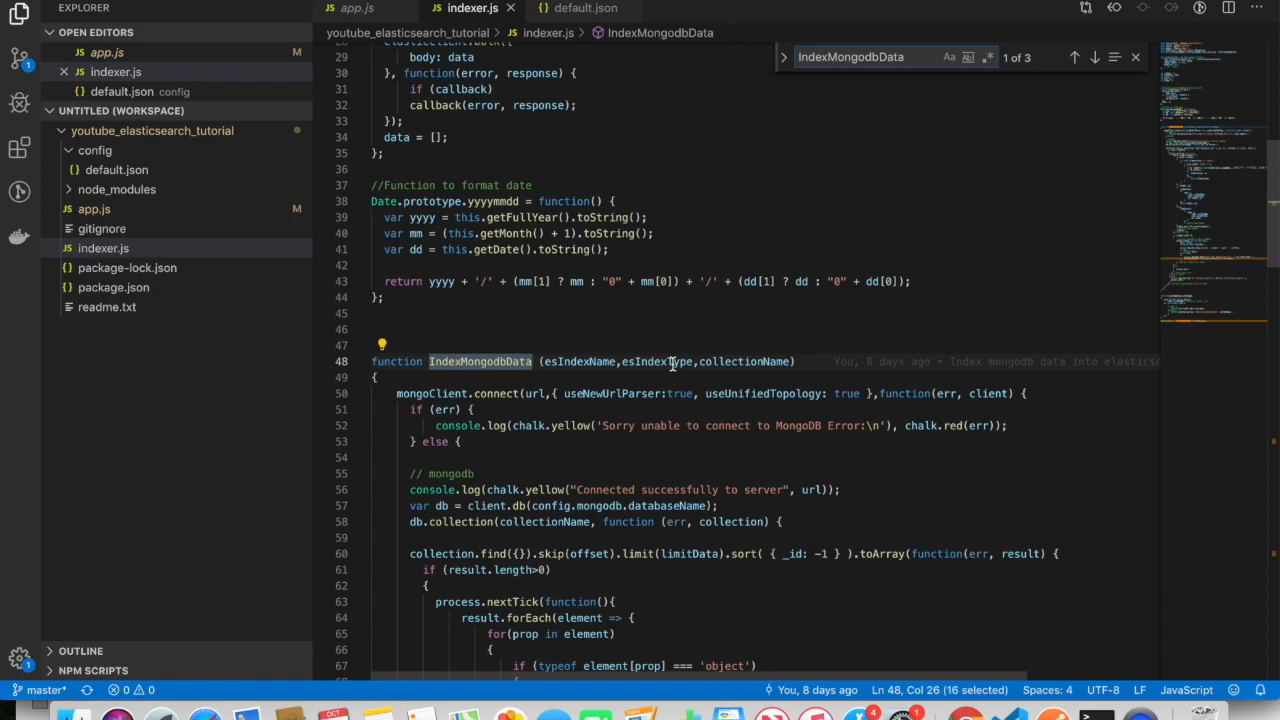 EXPLORER
OPEN EDITORS
app.js M
indexer.js
default.json config
UNTITLED (WORKSPACE)
youtube_elasticsearch_tutorial
config
default.json
node_modules
app.js M
gitignore
indexer.js
package-lock.json
package.json
readme.txt
OUTLINE
NPM SCRIPTS
app.js indexer.js default.json
youtube_elasticsearch_tutorial > indexer.js > IndexMongodbData
IndexMongodbData Aa Abl 1 of 3
29 body: data
30 }, function(error, response) {
31 if (callback)
32 callback(error, response);
33 });
34 data = [];
35 };
36
37 //Function to format date
38 Date.prototype.yyyymmdd = function() {
39 var yyyy = this.getFullYear().toString();
40 var mm = (this.getMonth() + 1).toString();
41 var dd = this.getDate().toString();
42
43 return yyyy + '/' + (mm[1] ? mm : "0" + mm[0]) + '/' + (dd[1] ? dd : "0" + dd[0]);
44 };
45
46
47
48 function IndexMongodbData (esIndexName,esIndexType,collectionName) You, 8 days ago • Index mongodb data into elasticse
49 {
50 mongoClient.connect(url,{ useNewUrlParser:true, useUnifiedTopology: true },function(err, client) {
51 if (err) {
52 console.log(chalk.yellow('Sorry unable to connect to MongoDB Error:\n'), chalk.red(err));
53 } else {
54
55 // mongodb
56 console.log(chalk.yellow("Connected successfully to server", url));
57 var db = client.db(config.mongodb.databaseName);
58 db.collection(collectionName, function (err, collection) {
59
60 collection.find({}).skip(offset).limit(limitData).sort( { _id: -1 } ).toArray(function(err, result) {
61 if (result.length>0)
62 {
63 process.nextTick(function(){
64 result.forEach(element => {
65 for(prop in element)
66 {
67 if (typeof element[prop] === 'object')
master* 0 0 You, 8 days ago Ln 48, Col 26 (16 selected) Spaces: 4 UTF-8 LF JavaScript
1
1
OCT
4
1